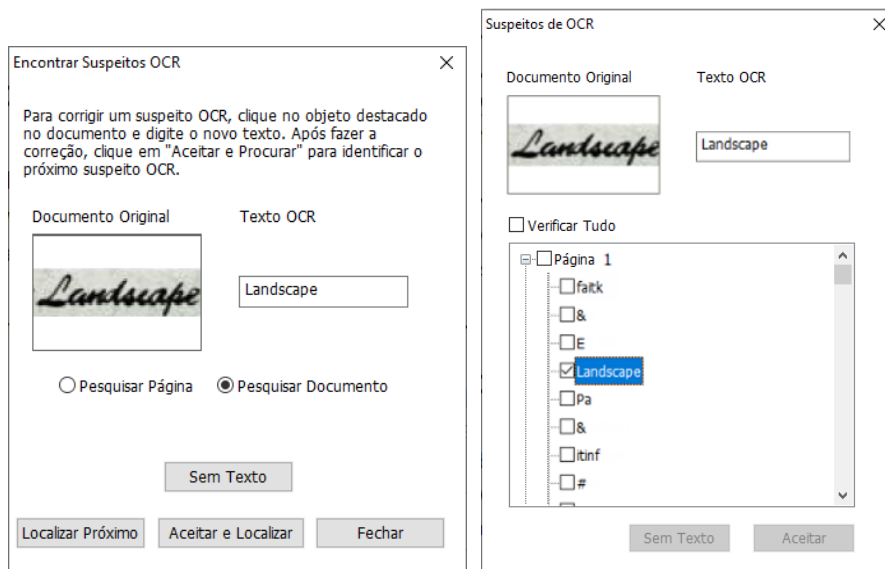 Encontrar Suspeitos OCR
Para corrigir um suspeito OCR, clique no objeto destacado
no documento e digite o novo texto. Após fazer a
correção, clique em "Aceitar e Procurar" para identificar o
próximo suspeito OCR.
Documento Original Texto OCR
Landscape
Landscape
Pesquisar Página Pesquisar Documento
Sem Texto
Localizar Próximo Aceitar e Localizar Fechar
Suspeitos de OCR
Documento Original Texto OCR
Landscape
Landscape
Verificar Tudo
Página 1
faitk
&
E
Landscape
Pa
&
itinf
#
Sem Texto Aceitar